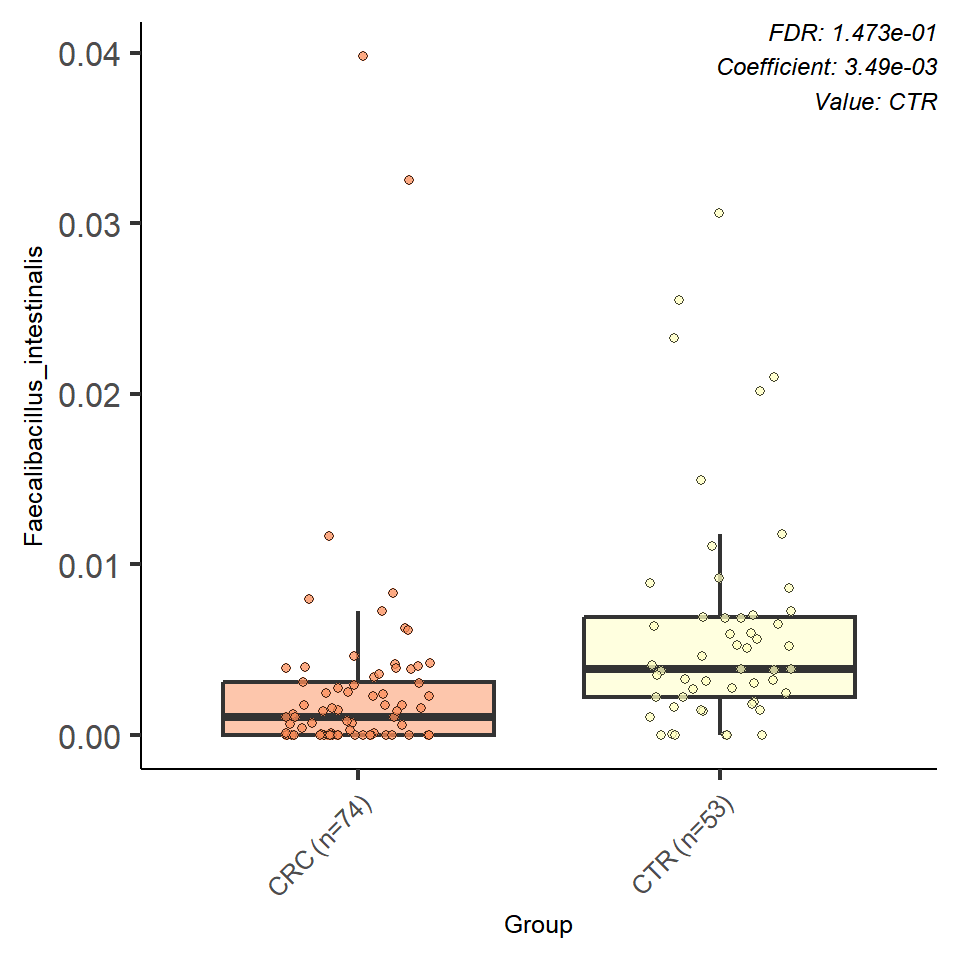 FDR: 1.473e-01
Coefficient: 3.49e-03
Value: CTR
0.04
0.03
0.02
0.01
0.00
Faecalibacillus_intestinalis
CRC (n=74)
CTR (n=53)
Group